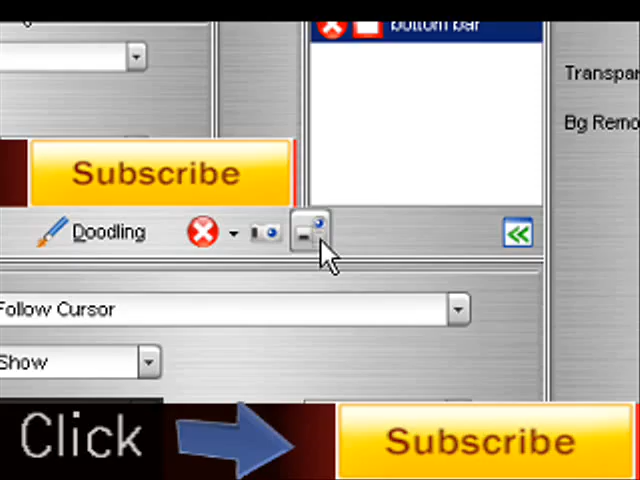 bottom bar
Transpar
Bg Remo
Subscribe
Doodling
Follow Cursor
Show
Click
Subscribe